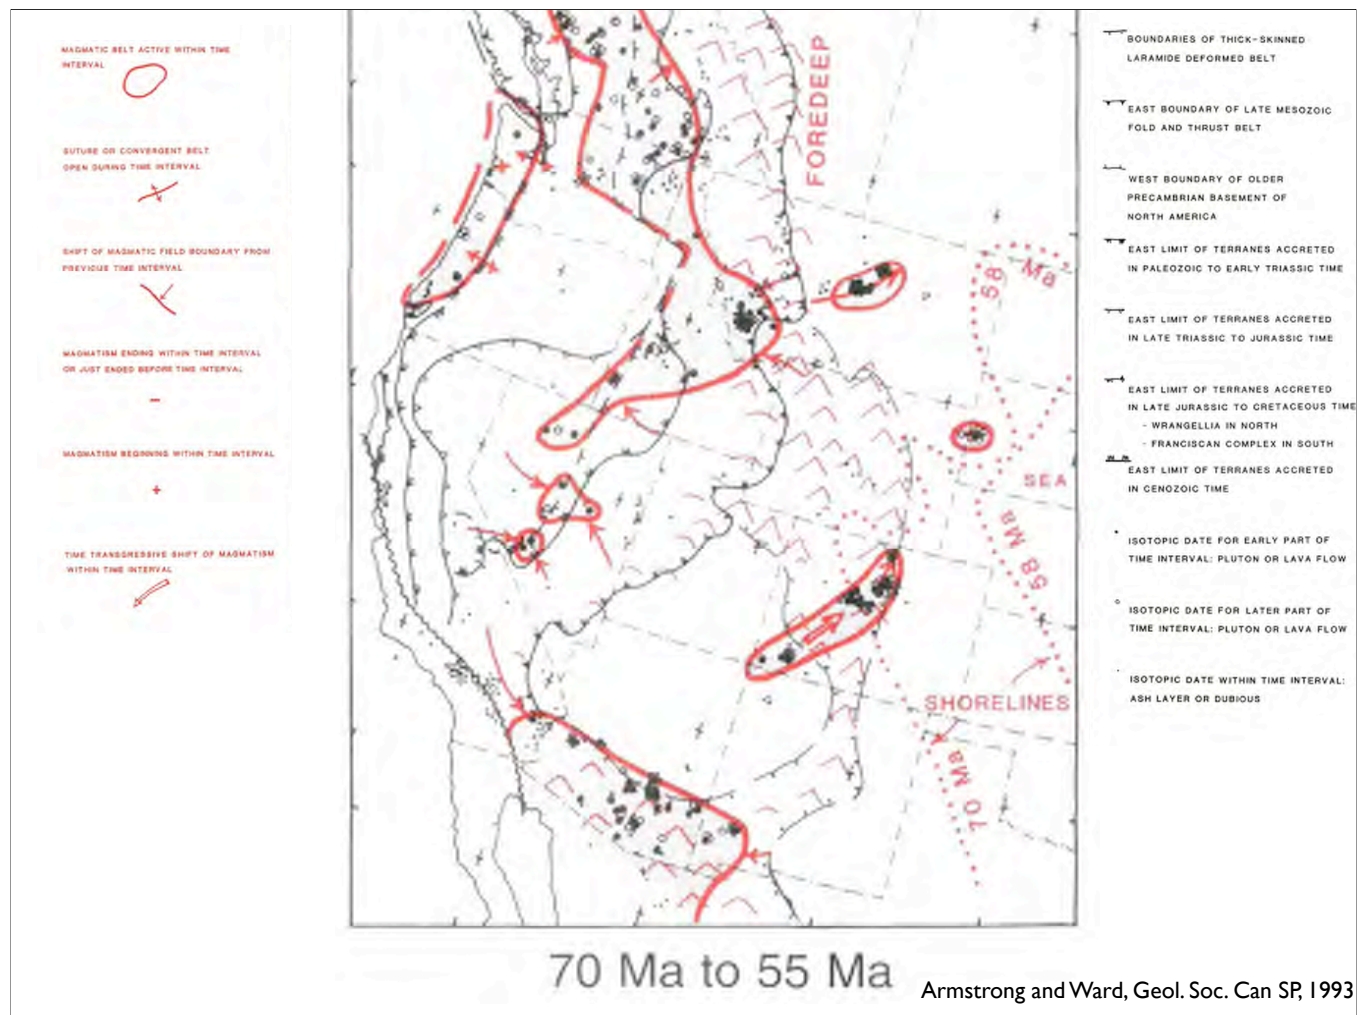 MAGMATIC BELT ACTIVE WITHIN TIME
INTERVAL
SUTURE OR CONVERGENT BELT
OPEN DURING TIME INTERVAL
SHIFT OF MAGMATIC FIELD BOUNDARY FROM
PREVIOUS TIME INTERVAL
MAGMATISM ENDING WITHIN TIME INTERVAL
OR JUST ENDED BEFORE TIME INTERVAL
MAGMATISM BEGINNING WITHIN TIME INTERVAL
TIME TRANSGRESSIVE SHIFT OF MAGMATISM
WITHIN TIME INTERVAL
FOREDEEP
58 Ma
SEA
58 Ma
SHORELINES
70 Ma
BOUNDARIES OF THICK-SKINNED
LARAMIDE DEFORMED BELT
EAST BOUNDARY OF LATE MESOZOIC
FOLD AND THRUST BELT
WEST BOUNDARY OF OLDER
PRECAMBRIAN BASEMENT OF
NORTH AMERICA
EAST LIMIT OF TERRANES ACCRETED
IN PALEOZOIC TO EARLY TRIASSIC TIME
EAST LIMIT OF TERRANES ACCRETED
IN LATE TRIASSIC TO JURASSIC TIME
EAST LIMIT OF TERRANES ACCRETED
IN LATE JURASSIC TO CRETACEOUS TIME
- WRANGELLIA IN NORTH
- FRANCISCAN COMPLEX IN SOUTH
EAST LIMIT OF TERRANES ACCRETED
IN CENOZOIC TIME
ISOTOPIC DATE FOR EARLY PART OF
TIME INTERVAL: PLUTON OR LAVA FLOW
ISOTOPIC DATE FOR LATER PART OF
TIME INTERVAL: PLUTON OR LAVA FLOW
ISOTOPIC DATE WITHIN TIME INTERVAL:
ASH LAYER OR DUBIOUS
70 Ma to 55 Ma
Armstrong and Ward, Geol. Soc. Can SP, 1993